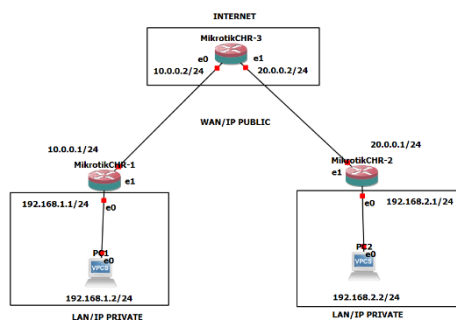 INTERNET
MikrotikCHR-3
e0
e1
10.0.0.2/24
20.0.0.2/24
WAN/IP PUBLIC
10.0.0.1/24
20.0.0.1/24
MikrotikCHR-1
MikrotikCHR-2
e1
e1
192.168.1.1/24
e0
e0
192.168.2.1/24
PC1
e0
VPCS
PC2
e0
VPCS
192.168.1.2/24
192.168.2.2/24
LAN/IP PRIVATE
LAN/IP PRIVATE